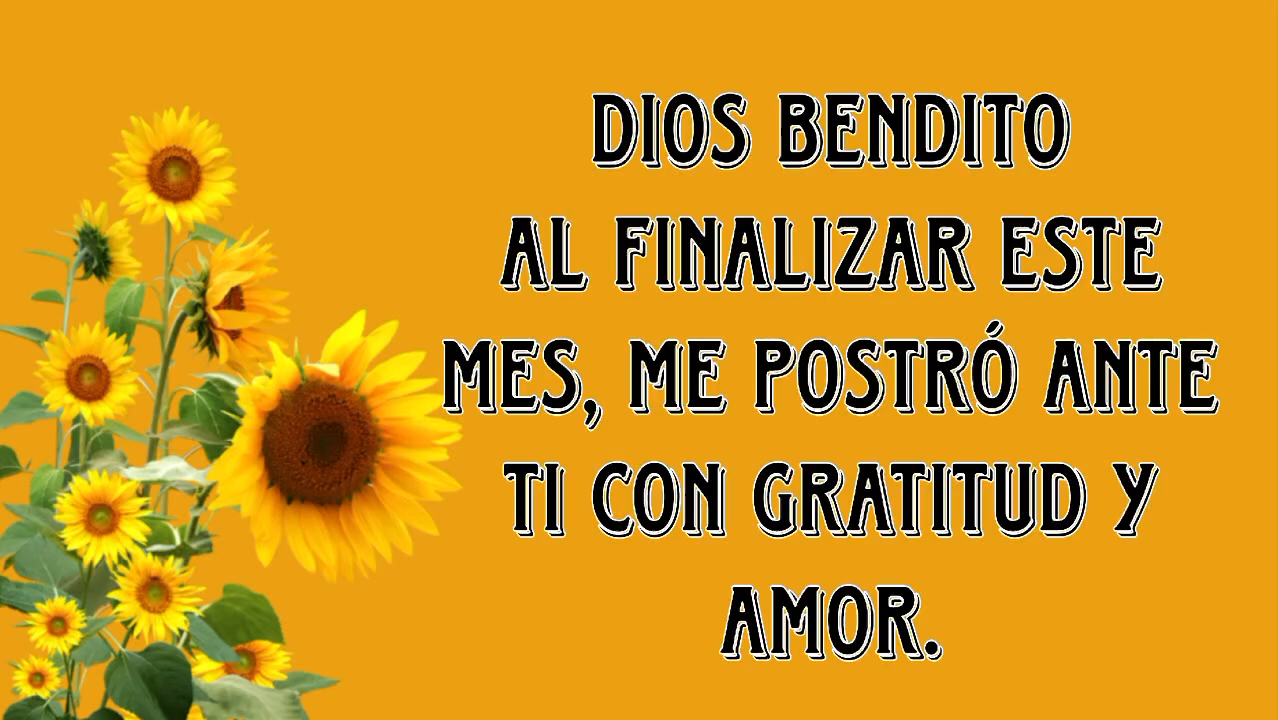 DIOS BENDITO
AL FINALIZAR ESTE
MES, ME POSTRÓ ANTE
TI CON GRATITUD Y
AMOR.